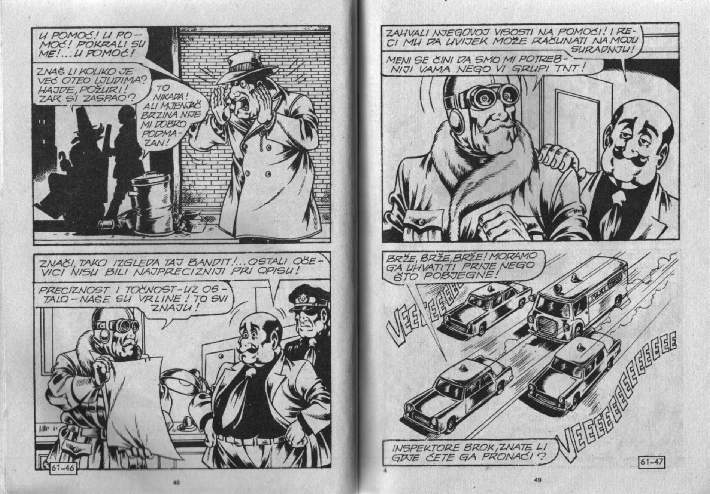 U POMOĆ! U PO-
MOĆ! POKRALI SU
ME!...U POMOĆ!
ZNAŠ LI KOLIKO JE
VEĆ OTEO LJUDIMA?
HAJDE, POŽURI!
ZAR SI ZASPAO?
TO
NIKADA!
ALI MJENJAČ
BRZINA NIJE
MI DOBRO
PODMA-
ZAN!
ZNAČI, TAKO IZGLEDA TAJ BANDIT!...OSTALI OČE-
VICI NISU BILI NAJPRECIZNIJI PRI OPISU!
PRECIZNOST I TOČNOST-UZ OS-
TALO-NAŠE SU VRLINE! TO SVI
ZNAJU!
61-46
48
ZAHVALI NJEGOVOJ VISOSTI NA POMOĆI! I RE-
CI MU DA UVIJEK MOŽE RAČUNATI NA MOJU
SURADNJU!
MENI SE ČINI DA SMO MI POTREB-
NIJI VAMA NEGO VI GRUPI TNT!
BRŽE, BRŽE, BRŽE! MORAMO
GA UHVATITI PRIJE NEGO
ŠTO POBJEGNE!
INSPEKTORE BROK, ZNATE LI
GDJE ĆETE GA PRONAĆI?
61-47
4
49